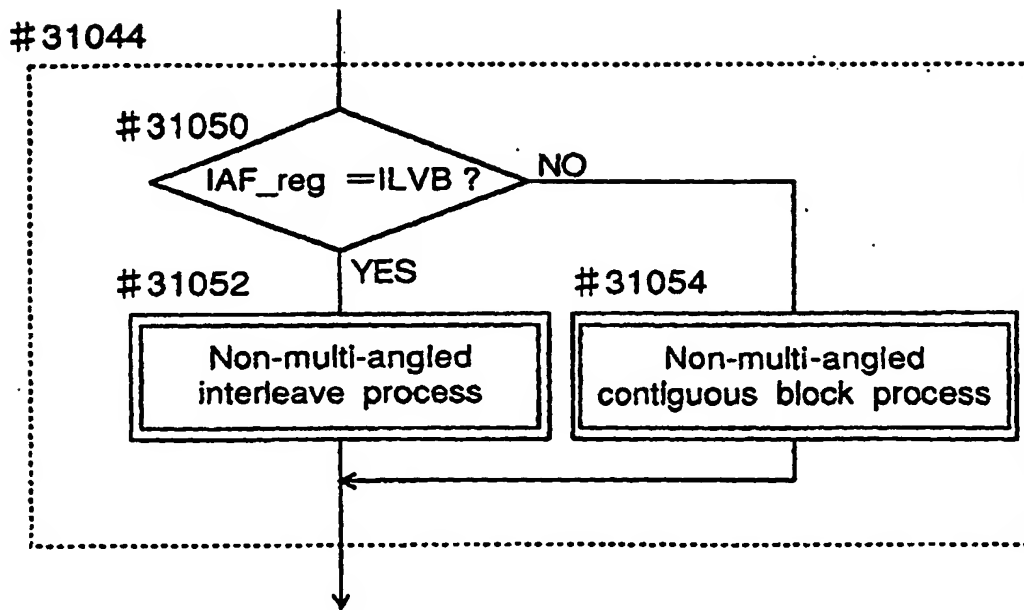 #31044
#31050
IAF_reg =ILVB ?
NO
YES
#31052
#31054
Non-multi-angled
interleave process
Non-multi-angled
contiguous block process